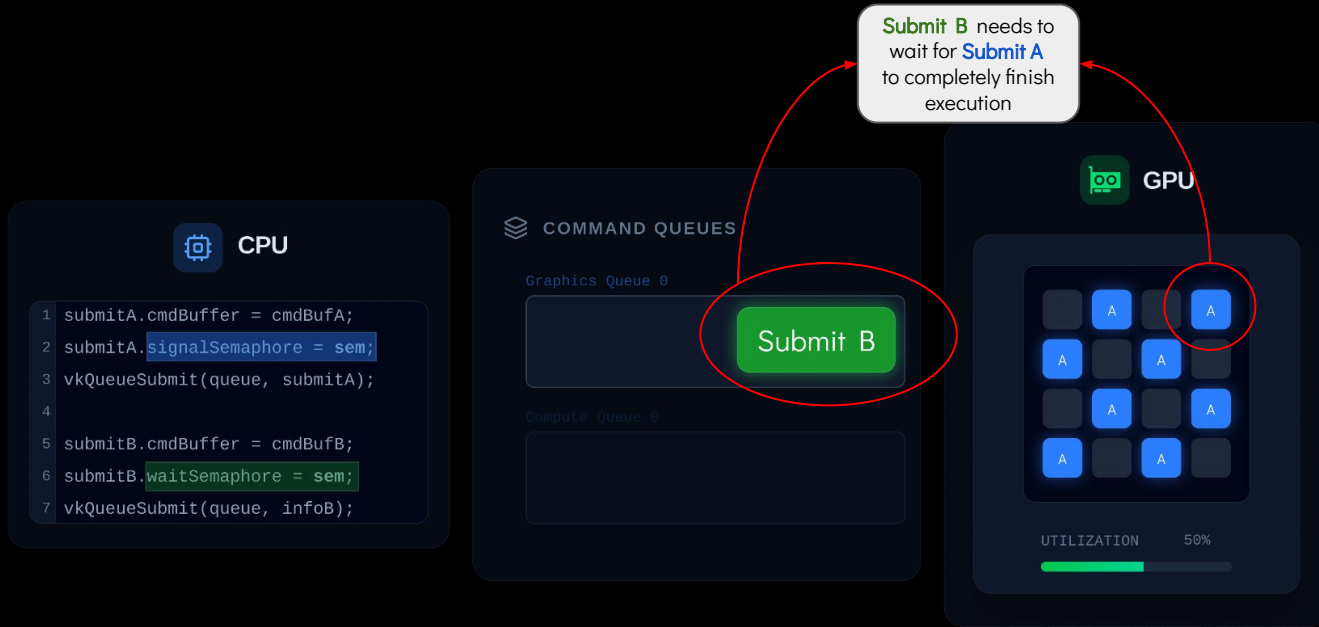 Submit B needs to
wait for Submit A
to completely finish
execution
CPU
1 submitA.cmdBuffer = cmdBufA;
2 submitA.signalSemaphore = sem;
3 vkQueueSubmit(queue, submitA);
4
5 submitB.cmdBuffer = cmdBufB;
6 submitB.waitSemaphore = sem;
7 vkQueueSubmit(queue, infoB);
COMMAND QUEUES
Graphics Queue 0
Submit B
Compute Queue 0
GPU
A A
A A
A A
A A
UTILIZATION 50%